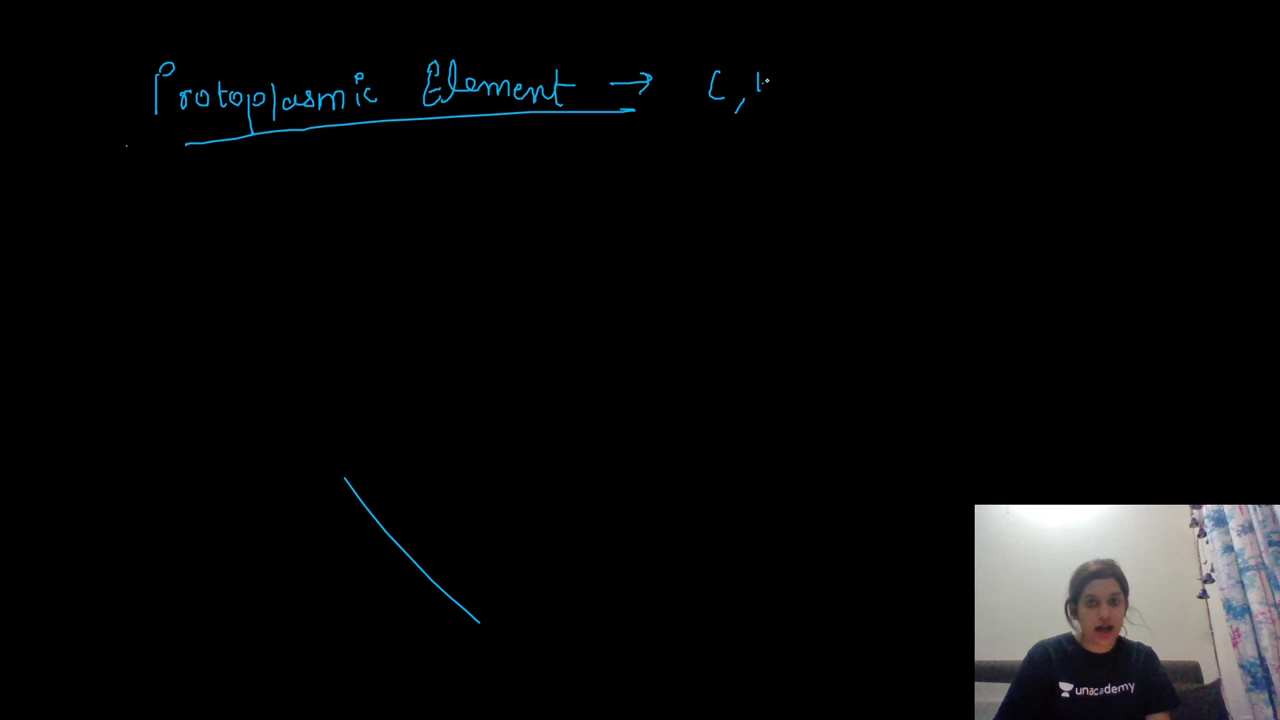 Protoplasmic Element → C,
unacademy